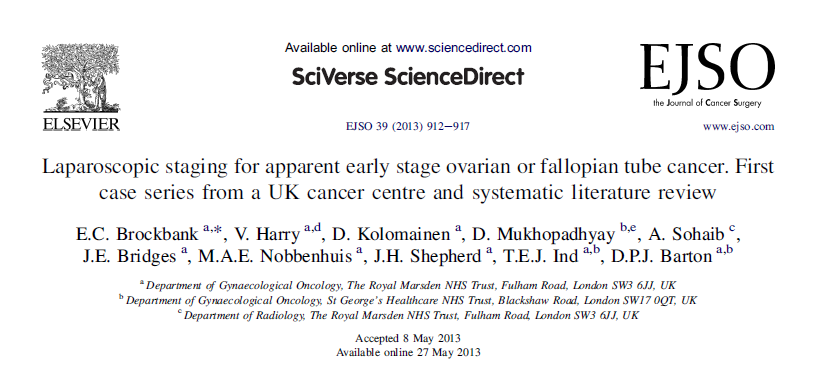 Available online at www.sciencedirect.com
SciVerse ScienceDirect
EJSO
the Journal of Cancer Surgery
ELSEVIER
EJSO 39 (2013) 912–917
www.ejso.com
Laparoscopic staging for apparent early stage ovarian or fallopian tube cancer. First
case series from a UK cancer centre and systematic literature review
E.C. Brockbank a,*, V. Harry a,d, D. Kolomainen a, D. Mukhopadhyay b,e, A. Sohaib c,
J.E. Bridges a, M.A.E. Nobbenhuis a, J.H. Shepherd a, T.E.J. Ind a,b, D.P.J. Barton a,b
a Department of Gynaecological Oncology, The Royal Marsden NHS Trust, Fulham Road, London SW3 6JJ, UK
b Department of Gynaecological Oncology, St George's Healthcare NHS Trust, Blackshaw Road, London SW17 0QT, UK
c Department of Radiology, The Royal Marsden NHS Trust, Fulham Road, London SW3 6JJ, UK
Accepted 8 May 2013
Available online 27 May 2013